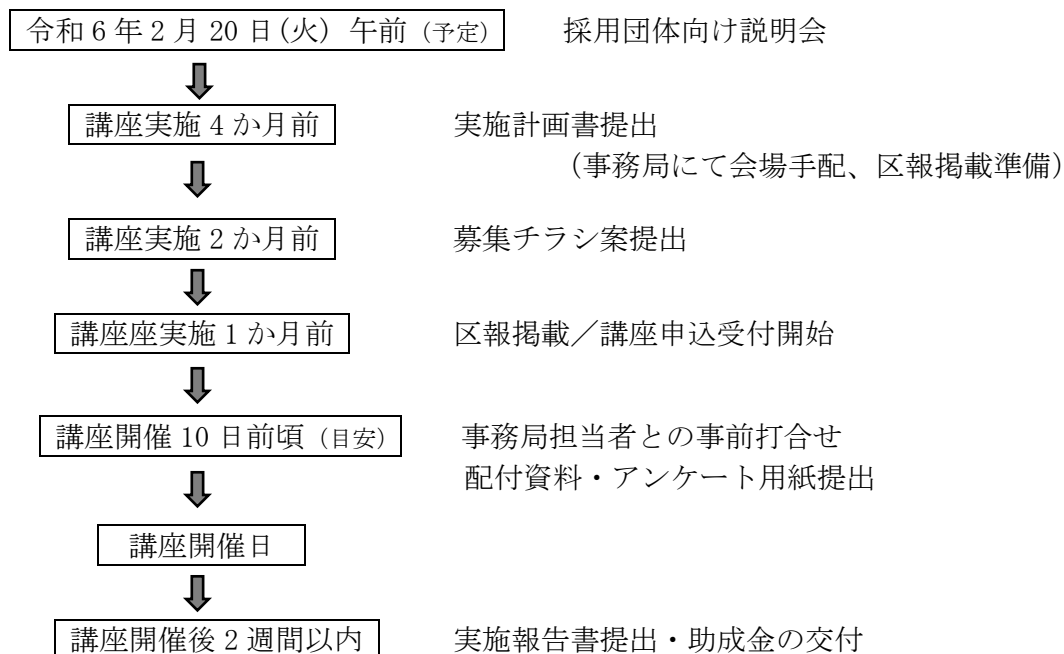 令和6年2月20日(火) 午前(予定) 採用団体向け説明会
講座実施4か月前 実施計画書提出
(事務局にて会場手配、区報掲載準備)
講座実施2か月前 募集チラシ案提出
講座座実施1か月前 区報掲載／講座申込受付開始
講座開催10日前頃(目安) 事務局担当者との事前打合せ
配付資料・アンケート用紙提出
講座開催日
講座開催後2週間以内 実施報告書提出・助成金の交付